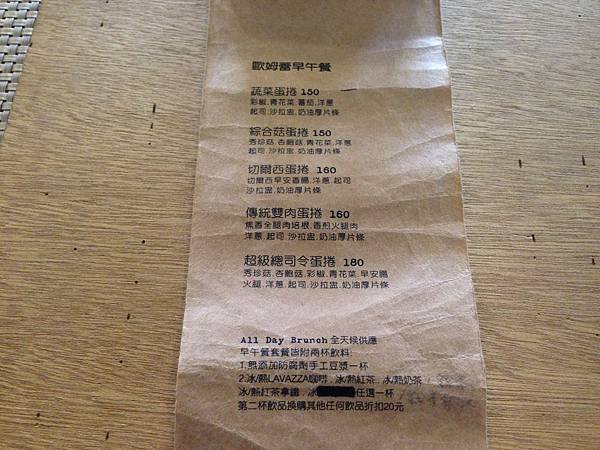 歐姆蕾早午餐
蔬菜蛋捲 150
彩椒.青花菜.蕃茄.洋蔥
起司.沙拉盅.奶油厚片條
綜合菇蛋捲 150
秀珍菇.杏鮑菇.青花菜.洋蔥
起司.沙拉盅.奶油厚片條
切爾西蛋捲 160
切爾西早安香腸.洋蔥.起司
沙拉盅.奶油厚片條
傳統雙肉蛋捲 160
焦香全腿肉培根.香煎火腿肉
洋蔥.起司.沙拉盅.奶油厚片條
超級總司令蛋捲 180
秀珍菇.杏鮑菇.彩椒.青花菜.早安腸
火腿.洋蔥.起司.沙拉盅.奶油厚片條
All Day Brunch 全天候供應
早午餐套餐皆附兩杯飲料:
1.無添加防腐劑手工豆漿一杯
2.冰/熱LAVAZZA咖啡.冰/熱紅茶.冰/熱奶茶
冰/熱紅茶拿鐵.冰 任選一杯
第二杯飲品換購其他任何飲品折扣20元